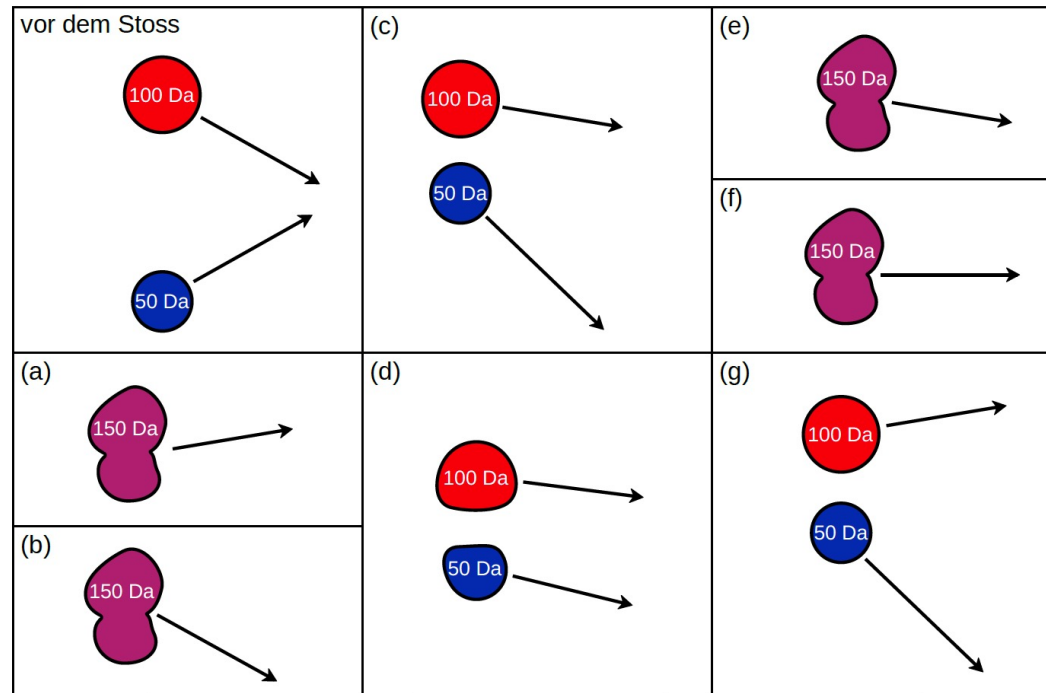 vor dem Stoss
100 Da
50 Da
(a)
150 Da
(b)
150 Da
(c)
100 Da
50 Da
(d)
100 Da
50 Da
(e)
150 Da
(f)
150 Da
(g)
100 Da
50 Da